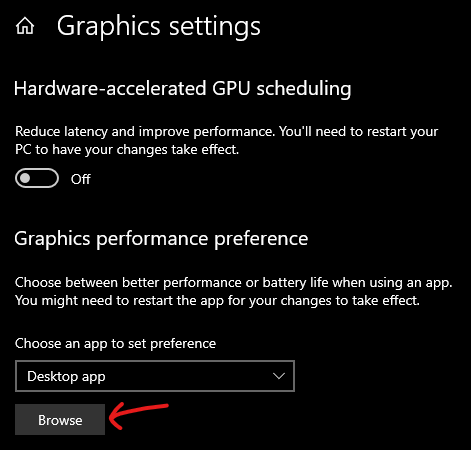 Graphics settings
Hardware-accelerated GPU scheduling
Reduce latency and improve performance. You'll need to restart your
PC to have your changes take effect.
Off
Graphics performance preference
Choose between better performance or battery life when using an app.
You might need to restart the app for your changes to take effect.
Choose an app to set preference
Desktop app
Browse